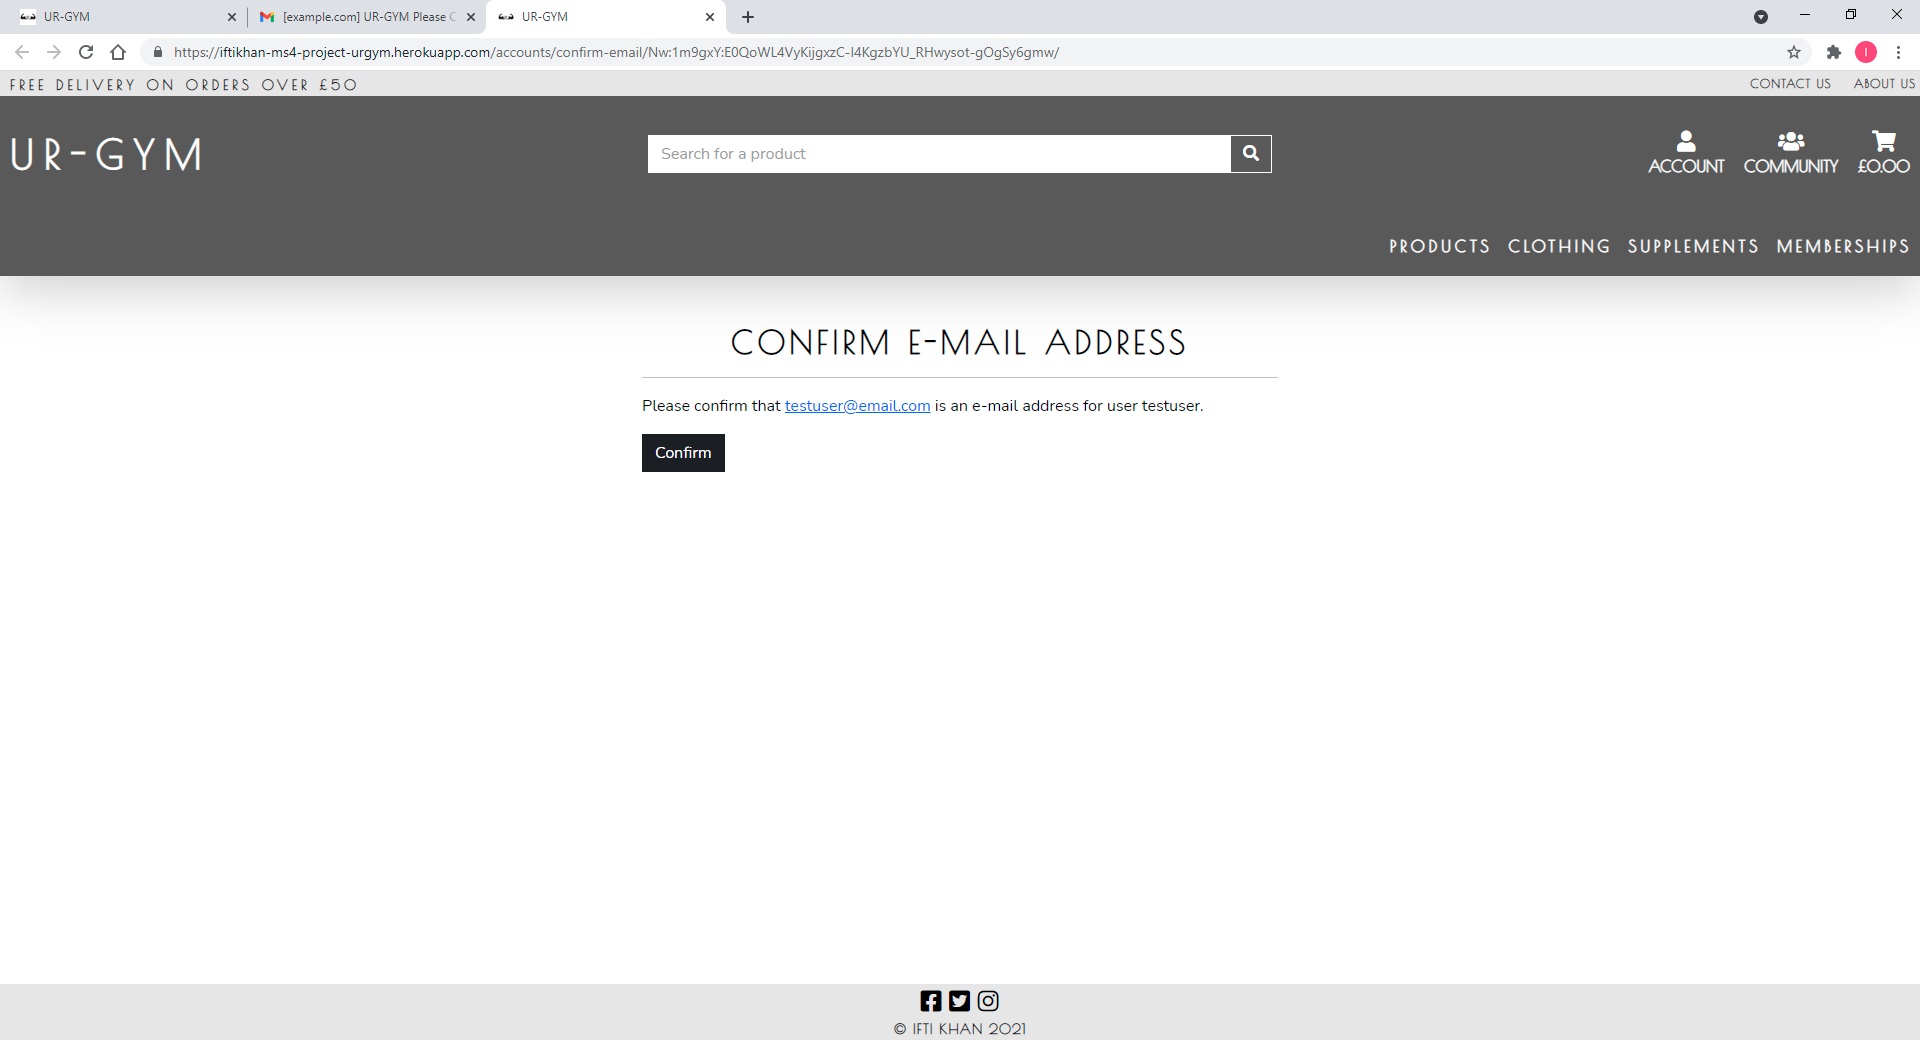 UR-GYM
[example.com] UR-GYM Please C
UR-GYM
https://iftikhan-ms4-project-urgym.herokuapp.com/accounts/confirm-email/Nw:1m9gxY:E0QoWL4VyKijgxzC-I4KgzbYU_RHwysot-gOgSy6gmw/
I
FREE DELIVERY ON ORDERS OVER £50
CONTACT US
ABOUT US
UR-GYM
Search for a product
ACCOUNT
COMMUNITY
£0.00
PRODUCTS
CLOTHING
SUPPLEMENTS
MEMBERSHIPS
CONFIRM E-MAIL ADDRESS
Please confirm that testuser@email.com is an e-mail address for user testuser.
Confirm
© IFTI KHAN 2021